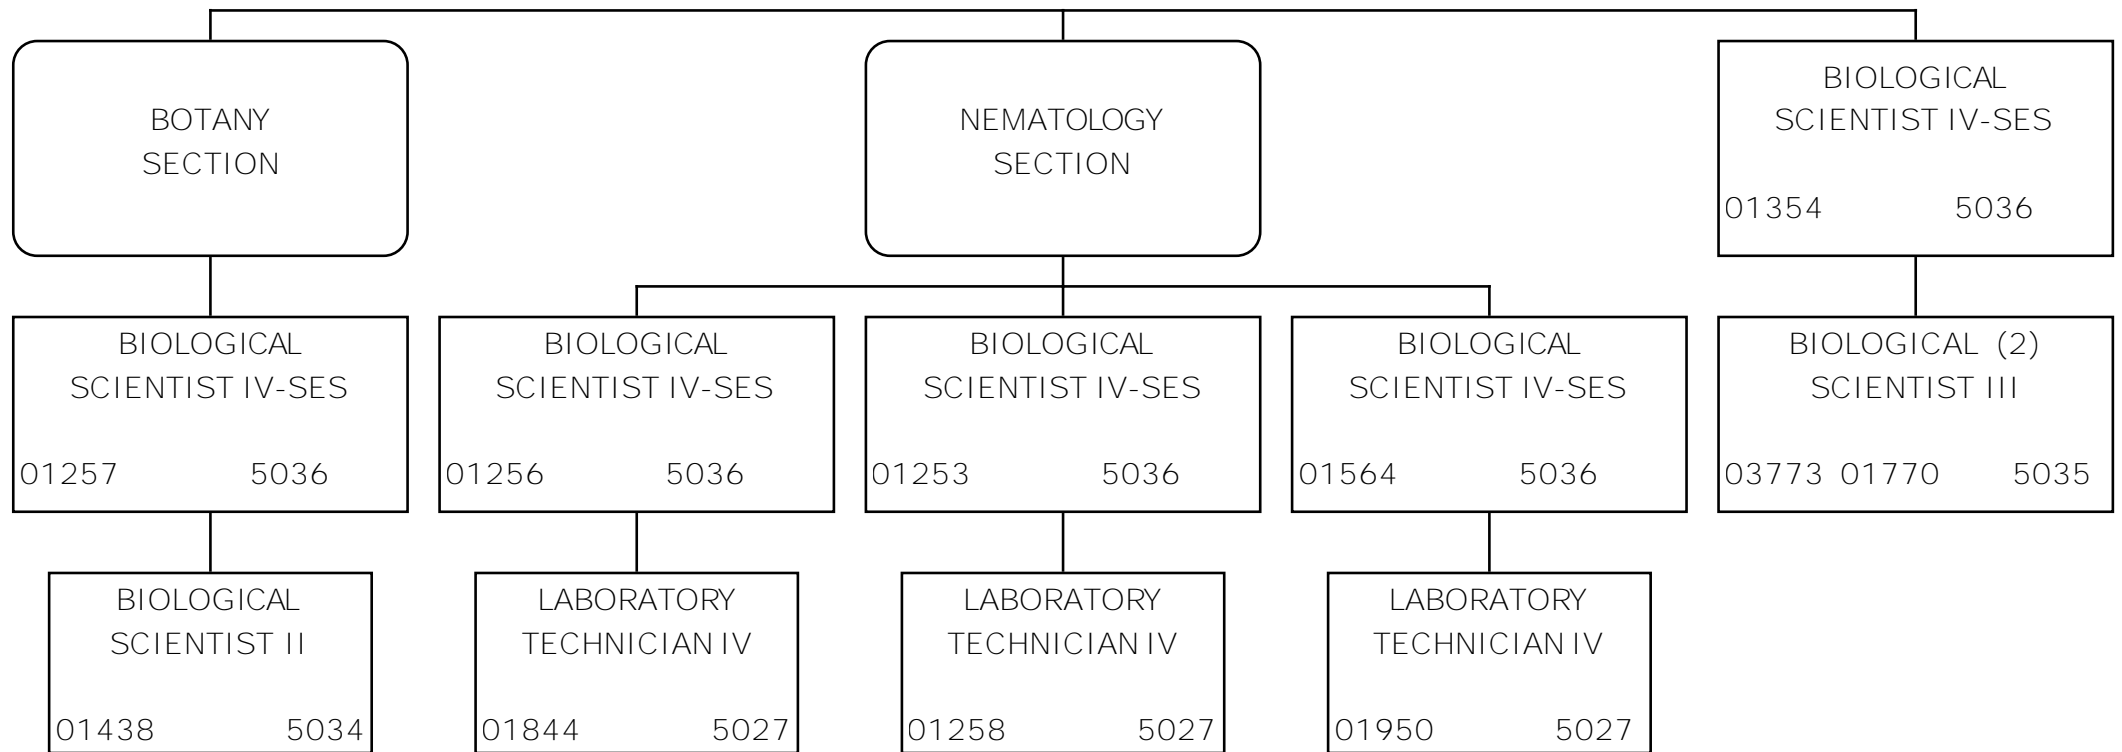 BOTANY
SECTION
NEMATOLOGY
SECTION
BIOLOGICAL
SCIENTIST IV-SES
01354 5036
BIOLOGICAL
SCIENTIST IV-SES
01257 5036
BIOLOGICAL
SCIENTIST IV-SES
01256 5036
BIOLOGICAL
SCIENTIST IV-SES
01253 5036
BIOLOGICAL
SCIENTIST IV-SES
01564 5036
BIOLOGICAL (2)
SCIENTIST III
03773 01770 5035
BIOLOGICAL
SCIENTIST II
01438 5034
LABORATORY
TECHNICIAN IV
01844 5027
LABORATORY
TECHNICIAN IV
01258 5027
LABORATORY
TECHNICIAN IV
01950 5027